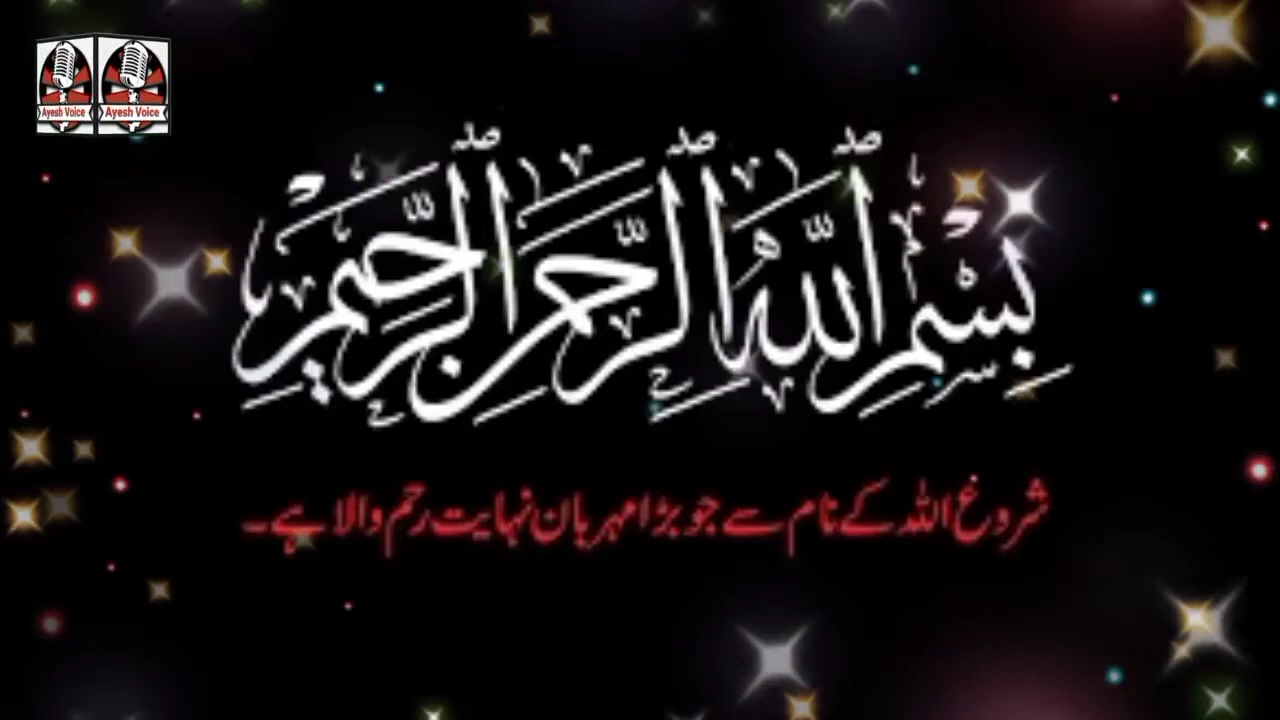 Ayesh Voice Ayesh Voice
بِسْمِ اللّٰهِ الرَّحْمٰنِ الرَّحِيْمِ
شروع اللہ کے نام سے جو بڑا مہربان نہایت رحم والا ہے۔